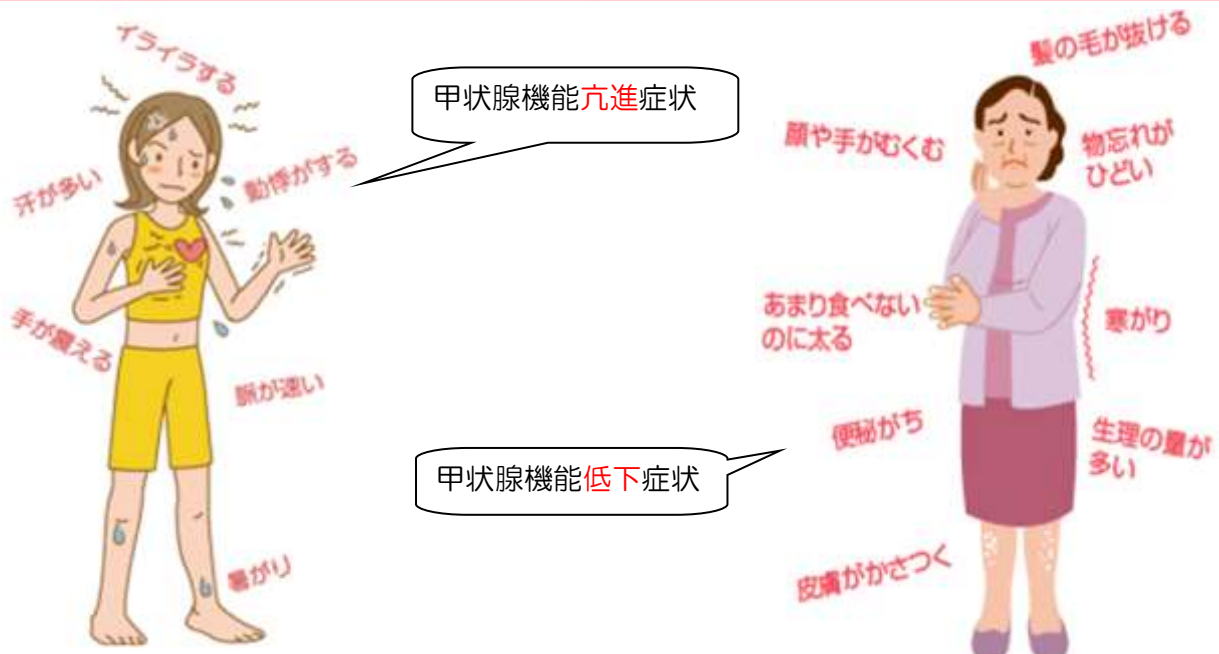 イライラする
汗が多い
動悸がする
手が震える
脈が速い
暑がり
甲状腺機能亢進症状
甲状腺機能低下症状
髪の毛が抜ける
顔や手がむくむ
物忘れが
ひどい
あまり食べない
のに太る
寒がり
便秘がち
生理の量が
多い
皮膚がかさつく